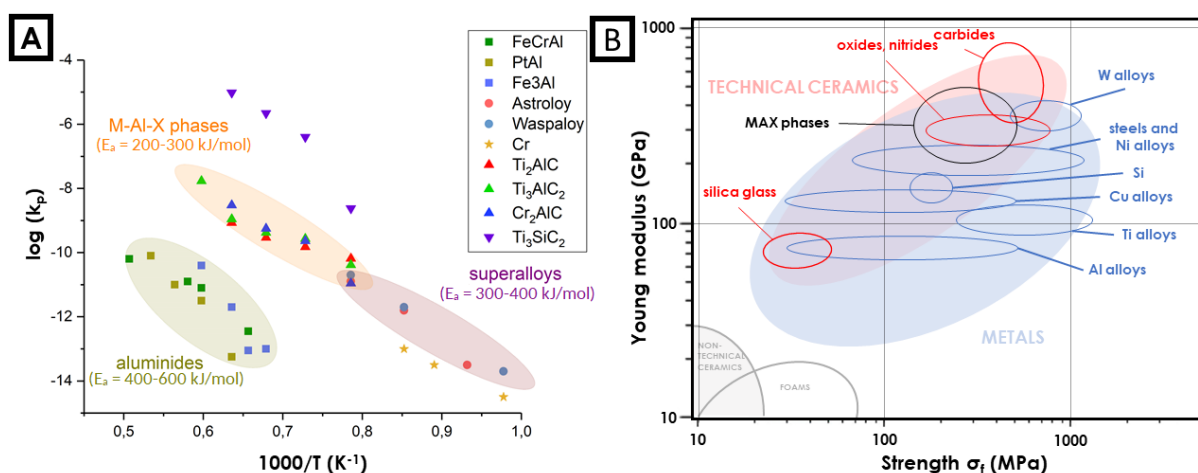 A
log (kp)
-4
-6
-8
-10
-12
-14
0,5
0,6
0,7
0,8
0,9
1,0
1000/T (K⁻¹)
M-Al-X phases
(Eₐ = 200-300 kJ/mol)
superalloys
(Eₐ = 300-400 kJ/mol)
aluminides
(Eₐ = 400-600 kJ/mol)
FeCrAl
PtAl
Fe3Al
Astroloy
Waspaloy
Cr
Ti₂AlC
Ti₃AlC₂
Cr₂AlC
Ti₃SiC₂
B
Young modulus (GPa)
1000
100
10
10
100
1000
Strength σf (MPa)
carbides
oxides, nitrides
TECHNICAL CERAMICS
W alloys
MAX phases
steels and
Ni alloys
Si
silica glass
Cu alloys
Ti alloys
Al alloys
METALS
NON-
TECHNICAL
CERAMICS
FOAMS